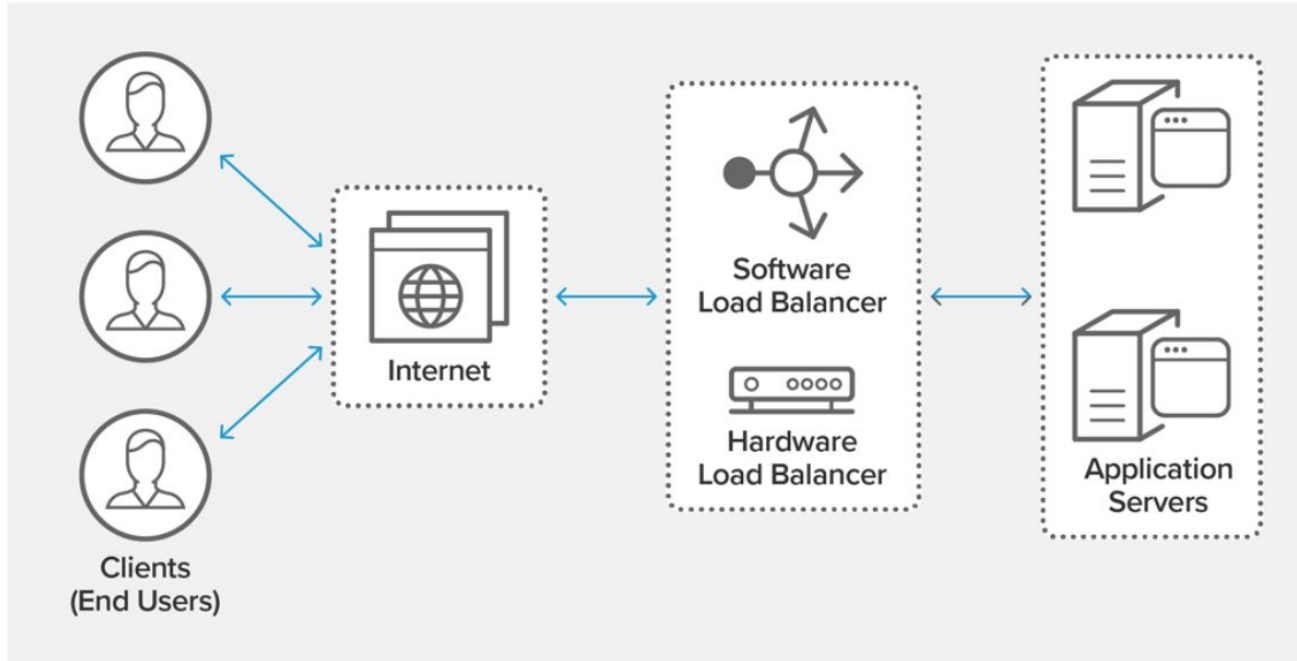 Clients
(End Users)
Internet
Software
Load Balancer
Hardware
Load Balancer
Application
Servers